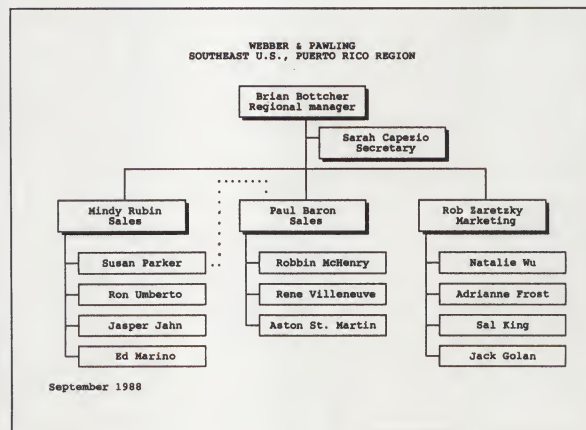 WEBBER & PAWLING
SOUTHEAST U.S., PUERTO RICO REGION
Brian Bottcher
Regional manager
Sarah Capezio
Secretary
Mindy Rubin
Sales
Paul Baron
Sales
Rob Zaretzky
Marketing
Susan Parker
Ron Umberto
Jasper Jahn
Ed Marino
Robbin McHenry
Rene Villeneuve
Aston St. Martin
Natalie Wu
Adrianne Frost
Sal King
Jack Golan
September 1988